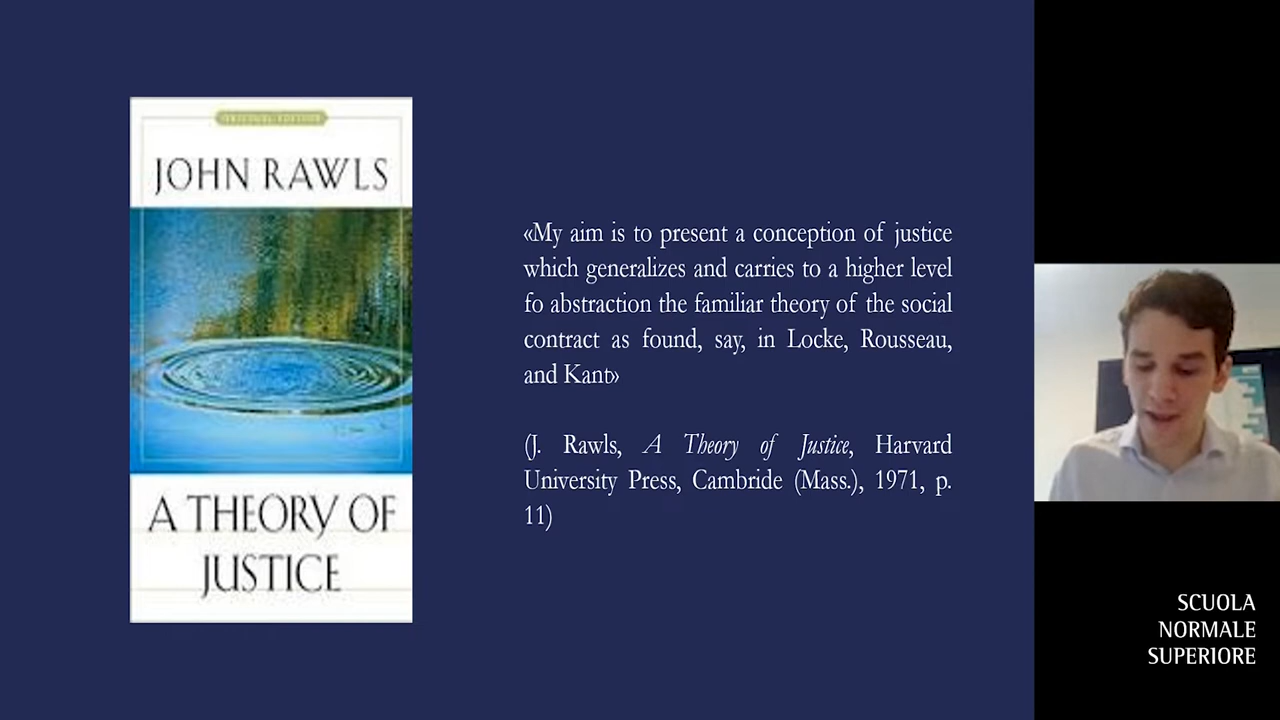 ORIGINAL EDITION
JOHN RAWLS
A THEORY OF
JUSTICE
«My aim is to present a conception of justice
which generalizes and carries to a higher level
fo abstraction the familiar theory of the social
contract as found, say, in Locke, Rousseau,
and Kant»
(J. Rawls, A Theory of Justice, Harvard
University Press, Cambride (Mass.), 1971, p.
11)
SCUOLA
NORMALE
SUPERIORE